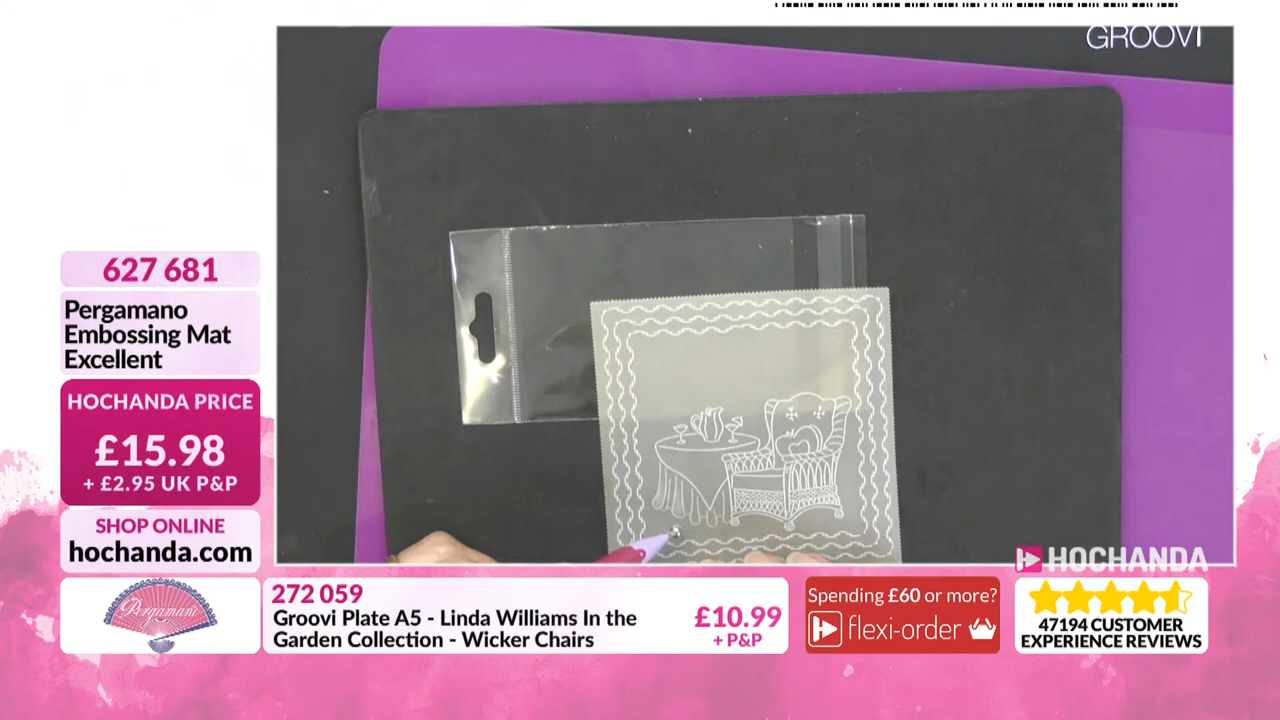 GROOVI
627 681
Pergamano
Embossing Mat
Excellent
HOCHANDA PRICE
£15.98
+ £2.95 UK P&P
SHOP ONLINE
hochanda.com
Pergamano
272 059
Groovi Plate A5 - Linda Williams In the
Garden Collection - Wicker Chairs
£10.99
+ P&P
Spending £60 or more?
flexi-order
HOCHANDA
47194 CUSTOMER
EXPERIENCE REVIEWS